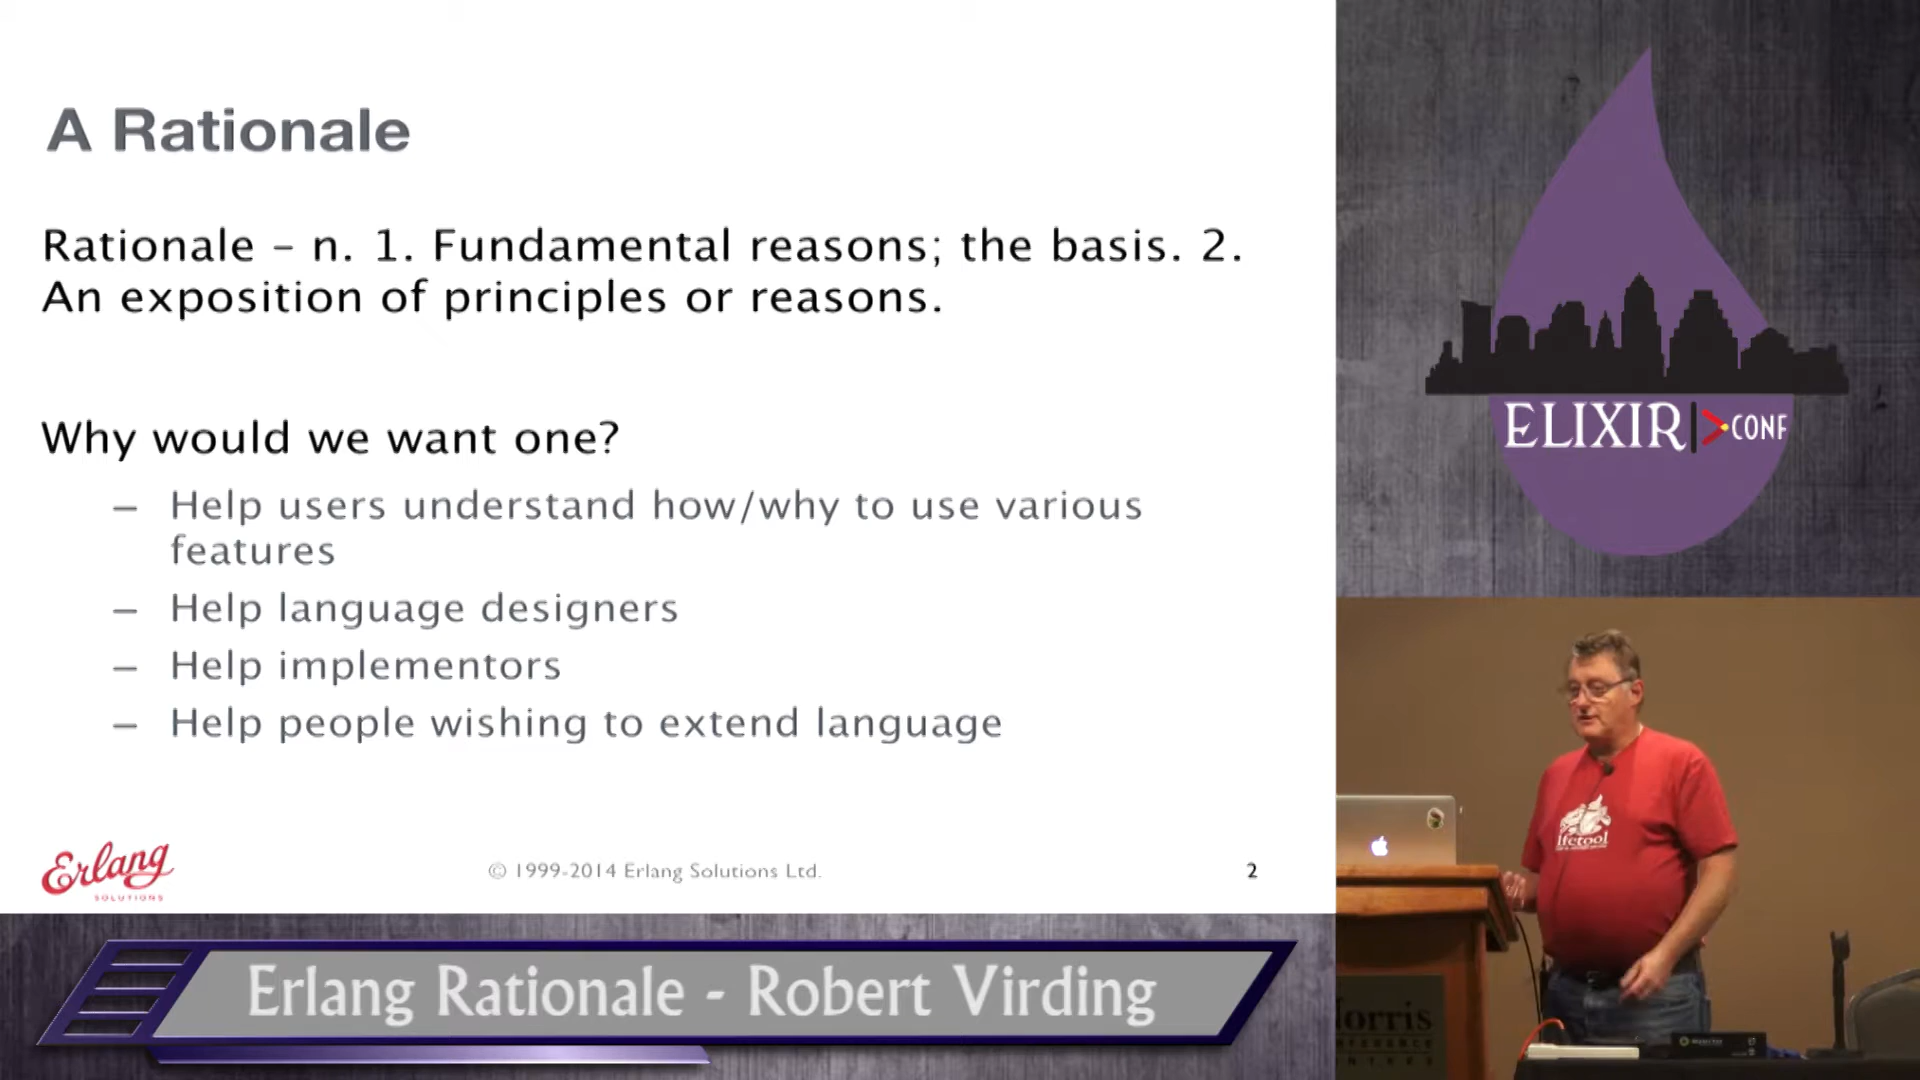 A Rationale
Rationale – n. 1. Fundamental reasons; the basis. 2.
An exposition of principles or reasons.
Why would we want one?
– Help users understand how/why to use various
features
– Help language designers
– Help implementors
– Help people wishing to extend language
Erlang
SOLUTIONS
© 1999-2014 Erlang Solutions Ltd.
2
ELIXIR|>CONF
Erlang Rationale - Robert Virding